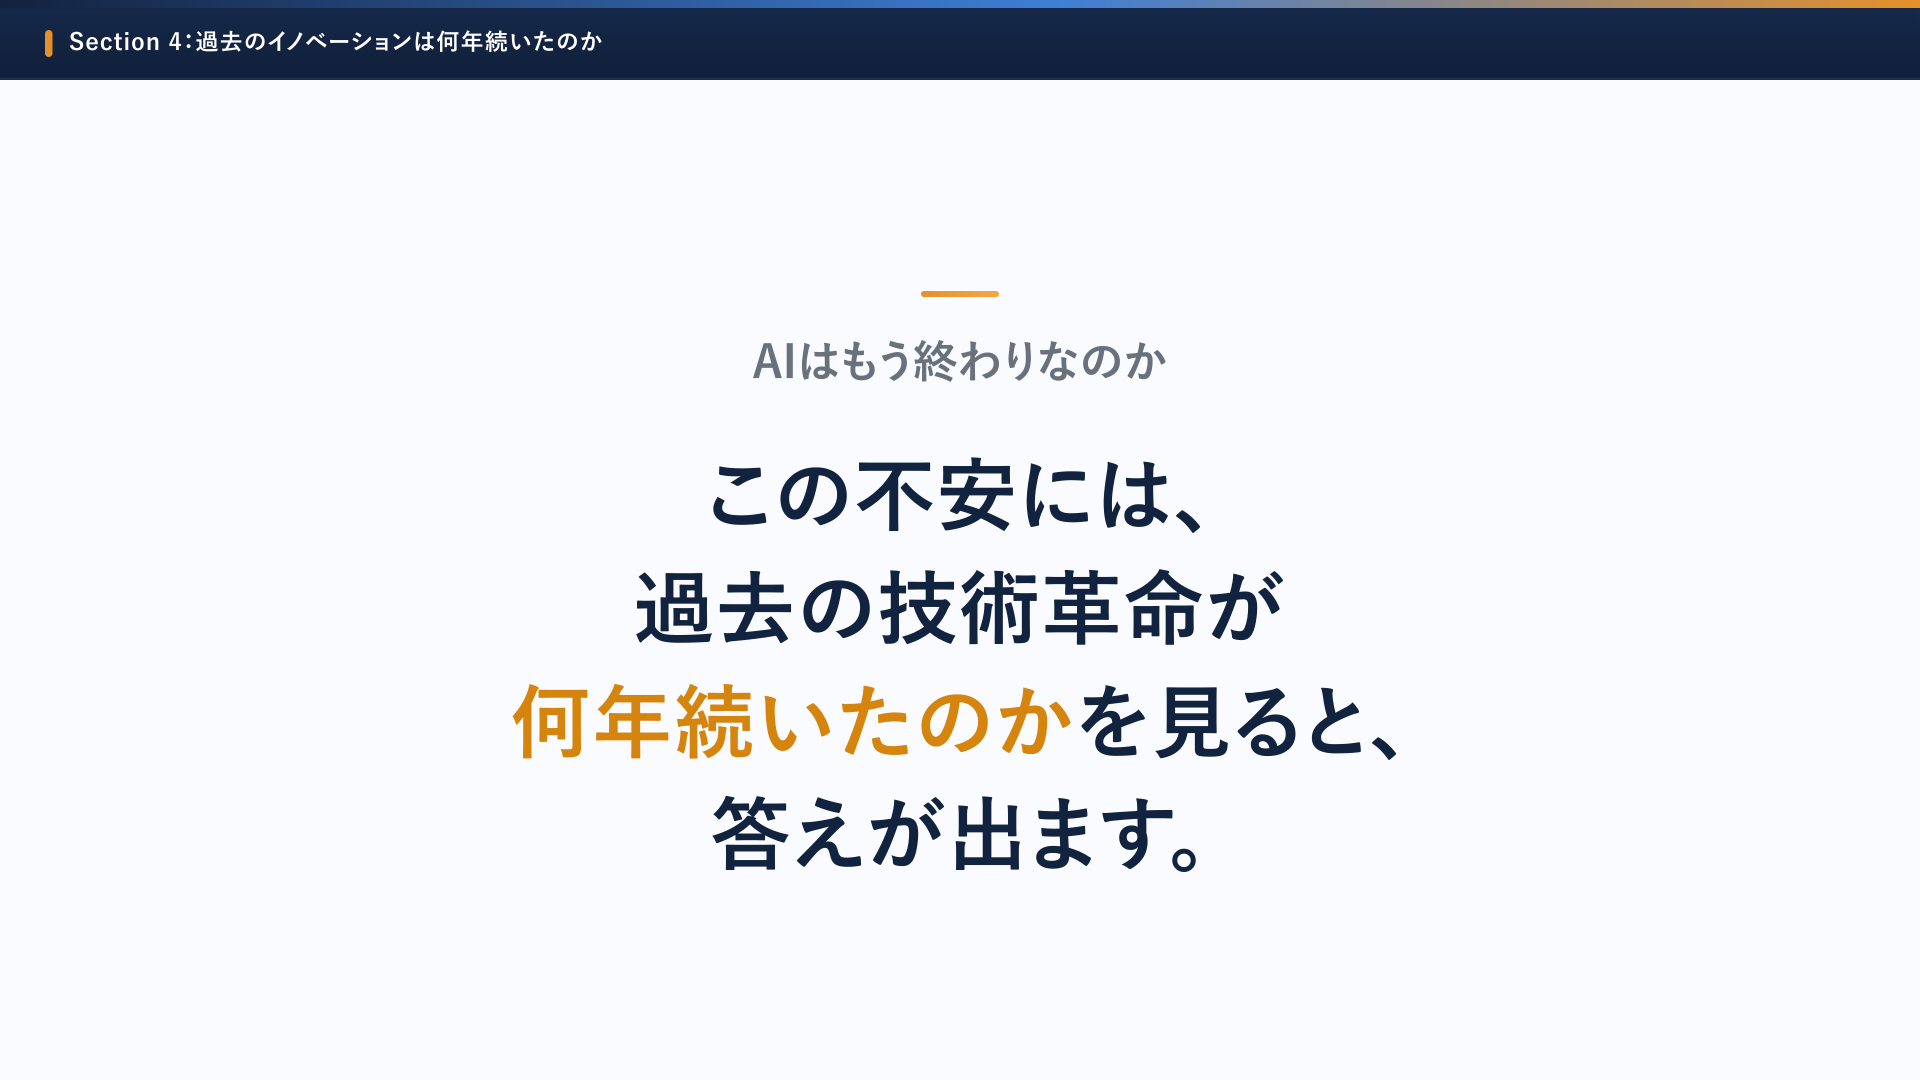 Section 4：過去のイノベーションは何年続いたのか
AIはもう終わりなのか
この不安には、
過去の技術革命が
何年続いたのかを見ると、
答えが出ます。